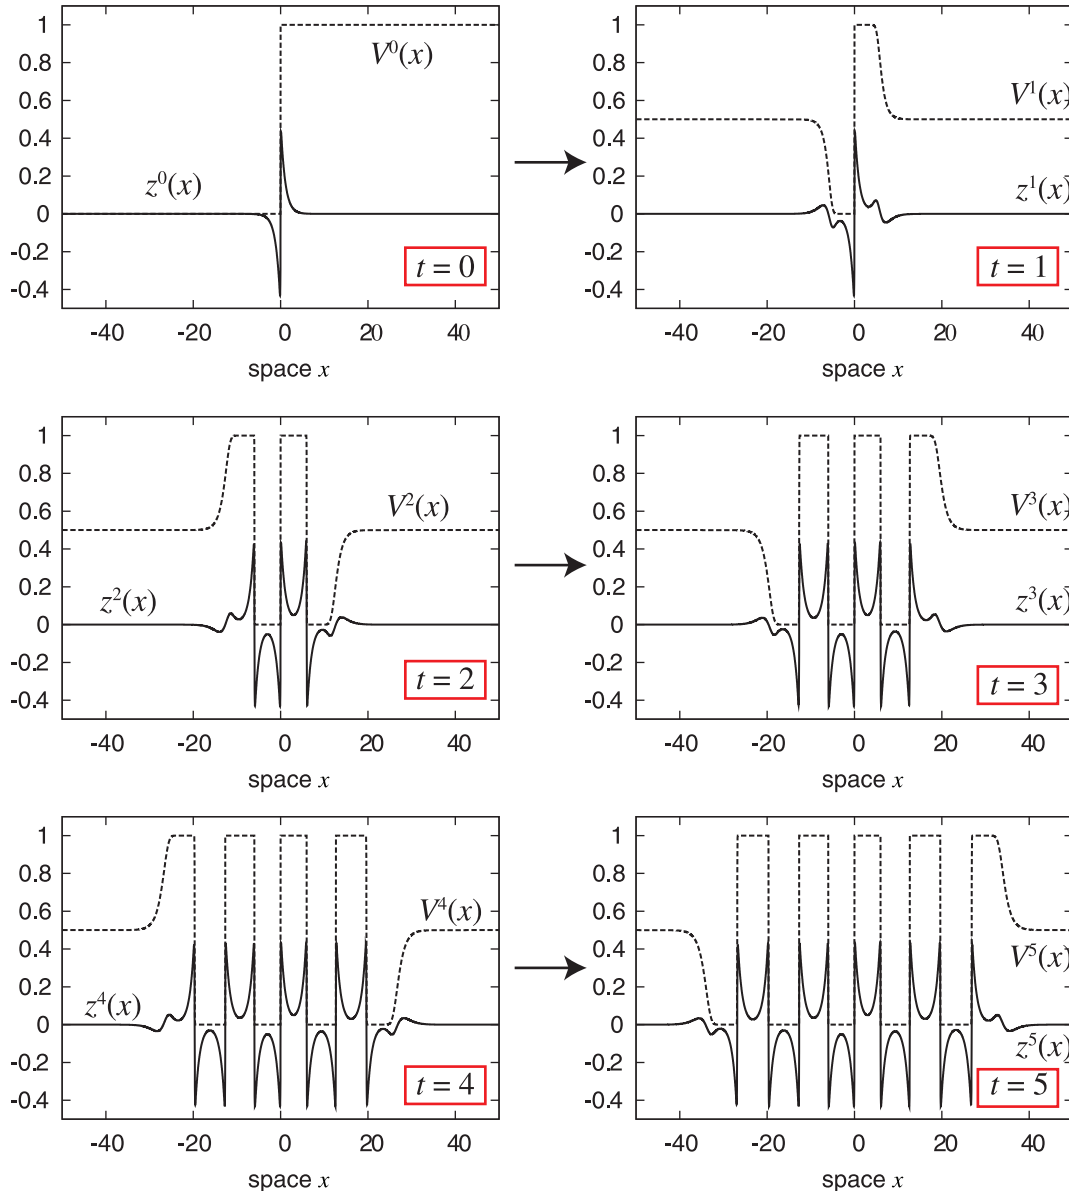 1
0.8
0.6
0.4
0.2
0
-0.2
-0.4
V⁰(x)
z⁰(x)
t = 0
-40 -20 0 20 40
space x
1
0.8
0.6
0.4
0.2
0
-0.2
-0.4
V¹(x)
z¹(x)
t = 1
-40 -20 0 20 40
space x
1
0.8
0.6
0.4
0.2
0
-0.2
-0.4
V²(x)
z²(x)
t = 2
-40 -20 0 20 40
space x
1
0.8
0.6
0.4
0.2
0
-0.2
-0.4
V³(x)
z³(x)
t = 3
-40 -20 0 20 40
space x
1
0.8
0.6
0.4
0.2
0
-0.2
-0.4
V⁴(x)
z⁴(x)
t = 4
-40 -20 0 20 40
space x
1
0.8
0.6
0.4
0.2
0
-0.2
-0.4
V⁵(x)
z⁵(x)
t = 5
-40 -20 0 20 40
space x